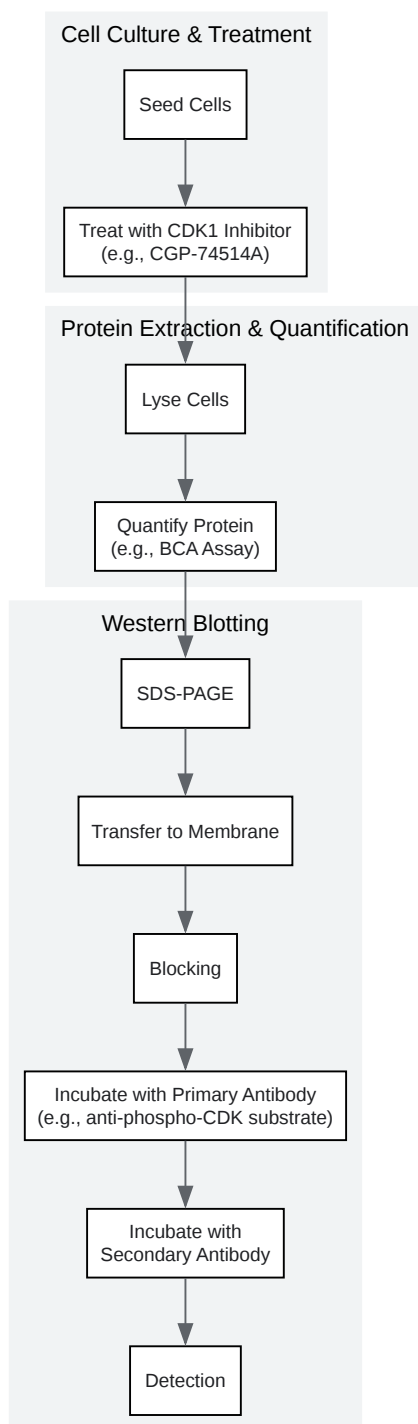 Cell Culture & Treatment
Seed Cells
Treat with CDK1 Inhibitor
(e.g., CGP-74514A)
Protein Extraction & Quantification
Lyse Cells
Quantify Protein
(e.g., BCA Assay)
Western Blotting
SDS-PAGE
Transfer to Membrane
Blocking
Incubate with Primary Antibody
(e.g., anti-phospho-CDK substrate)
Incubate with
Secondary Antibody
Detection